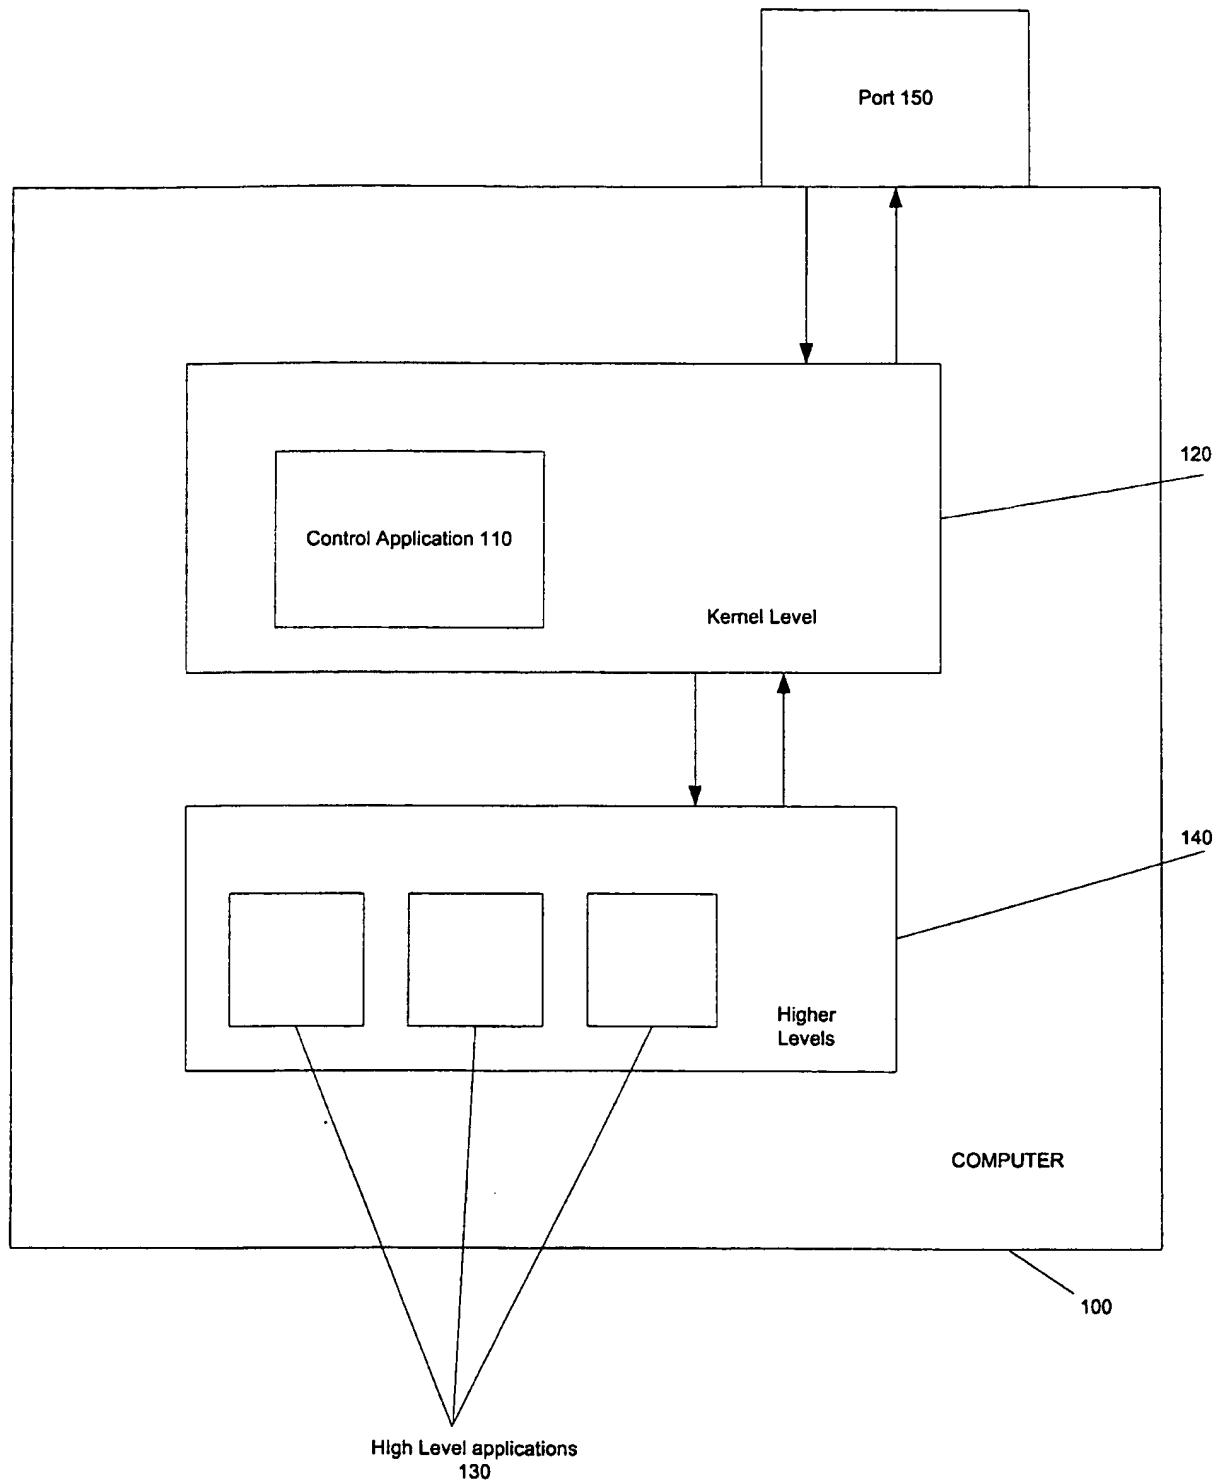 Port 150
120
Control Application 110
Kernel Level
140
Higher
Levels
COMPUTER
100
High Level applications
130